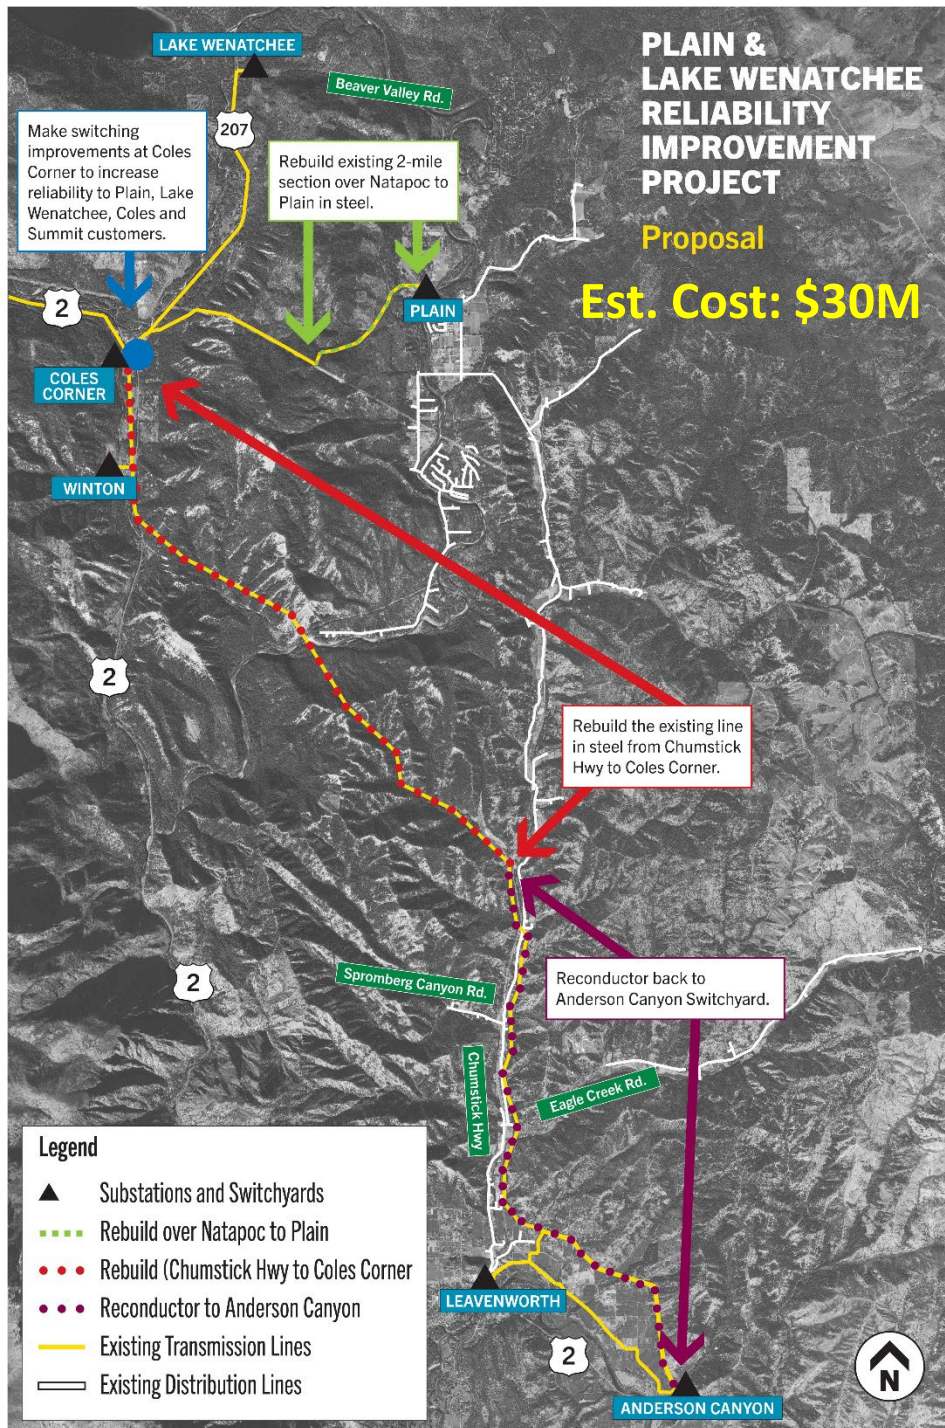 PLAIN &
LAKE WENATCHEE
RELIABILITY
IMPROVEMENT
PROJECT
Proposal
Est. Cost: $30M
LAKE WENATCHEE
Beaver Valley Rd.
207
Make switching
improvements at Coles
Corner to increase
reliability to Plain, Lake
Wenatchee, Coles and
Summit customers.
Rebuild existing 2-mile
section over Natapoc to
Plain in steel.
2
PLAIN
COLES
CORNER
WINTON
2
Rebuild the existing line
in steel from Chumstick
Hwy to Coles Corner.
Reconductor back to
Anderson Canyon Switchyard.
Spromberg Canyon Rd.
2
Chumstick Hwy
Eagle Creek Rd.
Legend
Substations and Switchyards
Rebuild over Natapoc to Plain
Rebuild (Chumstick Hwy to Coles Corner
Reconductor to Anderson Canyon
Existing Transmission Lines
Existing Distribution Lines
LEAVENWORTH
2
ANDERSON CANYON
N